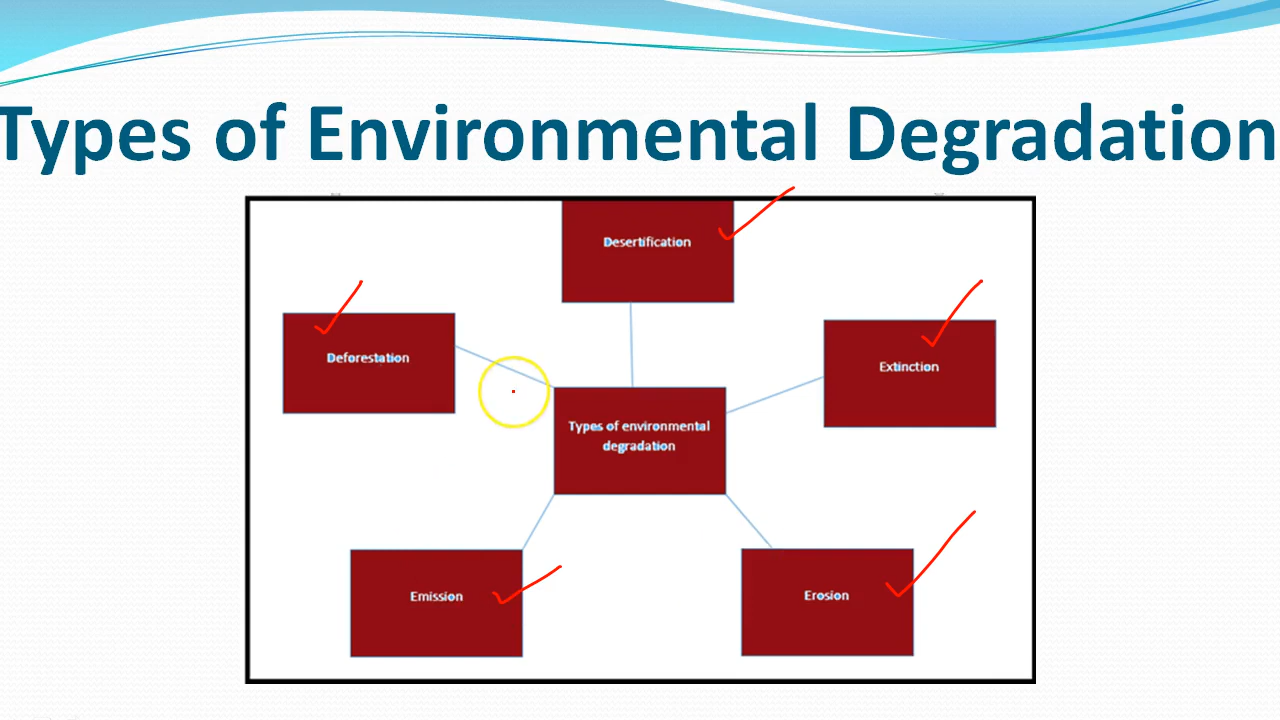 Types of Environmental Degradation
Desertification
Deforestation
Extinction
Types of environmental
degradation
Emission
Erosion